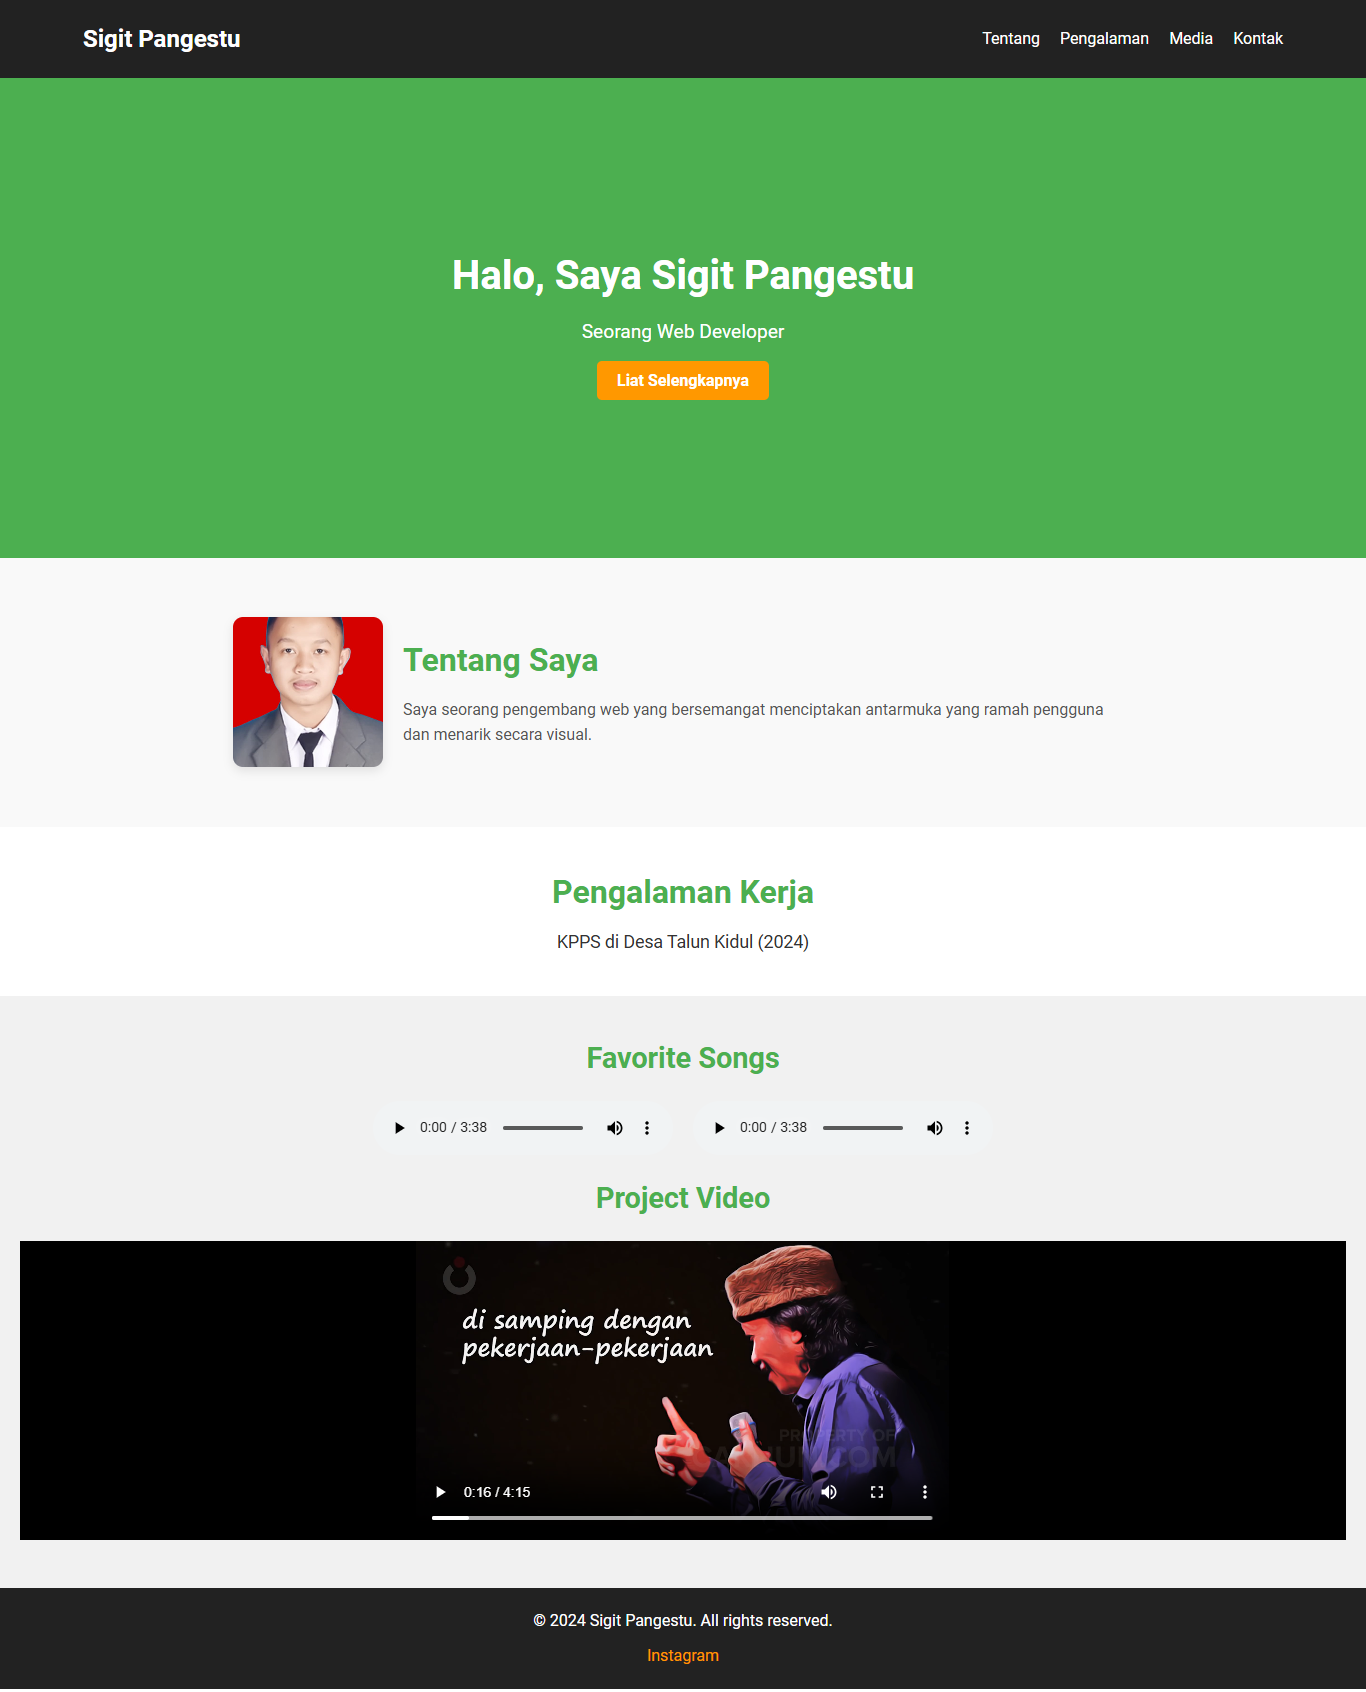 Sigit Pangestu
Tentang Pengalaman Media Kontak
Halo, Saya Sigit Pangestu
Seorang Web Developer
Liat Selengkapnya
Tentang Saya
Saya seorang pengembang web yang bersemangat menciptakan antarmuka yang ramah pengguna
dan menarik secara visual.
Pengalaman Kerja
KPPS di Desa Talun Kidul (2024)
Favorite Songs
0:00 / 3:38 0:00 / 3:38
Project Video
di samping dengan
pekerjaan-pekerjaan
PROPERTY OF
0:16 / 4:15
© 2024 Sigit Pangestu. All rights reserved.
Instagram